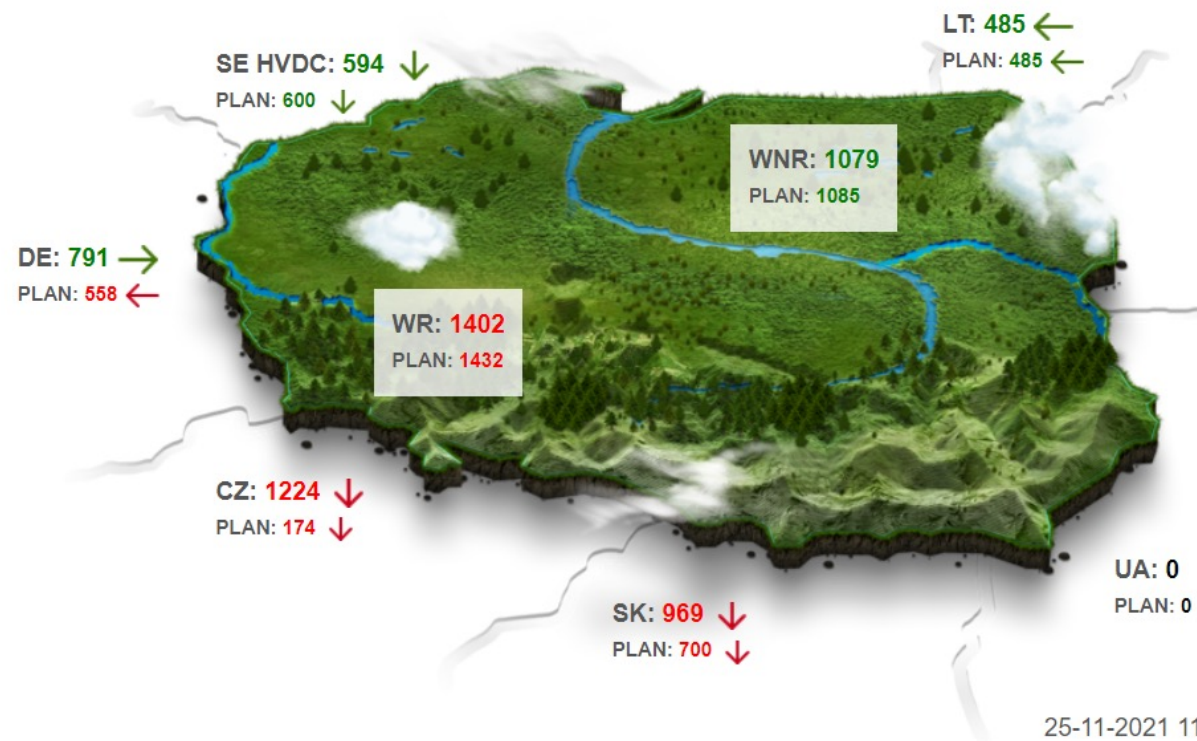 LT: 485
PLAN: 485
SE HVDC: 594
PLAN: 600
WNR: 1079
PLAN: 1085
DE: 791
PLAN: 558
WR: 1402
PLAN: 1432
CZ: 1224
PLAN: 174
UA: 0
PLAN: 0
SK: 969
PLAN: 700
25-11-2021 11